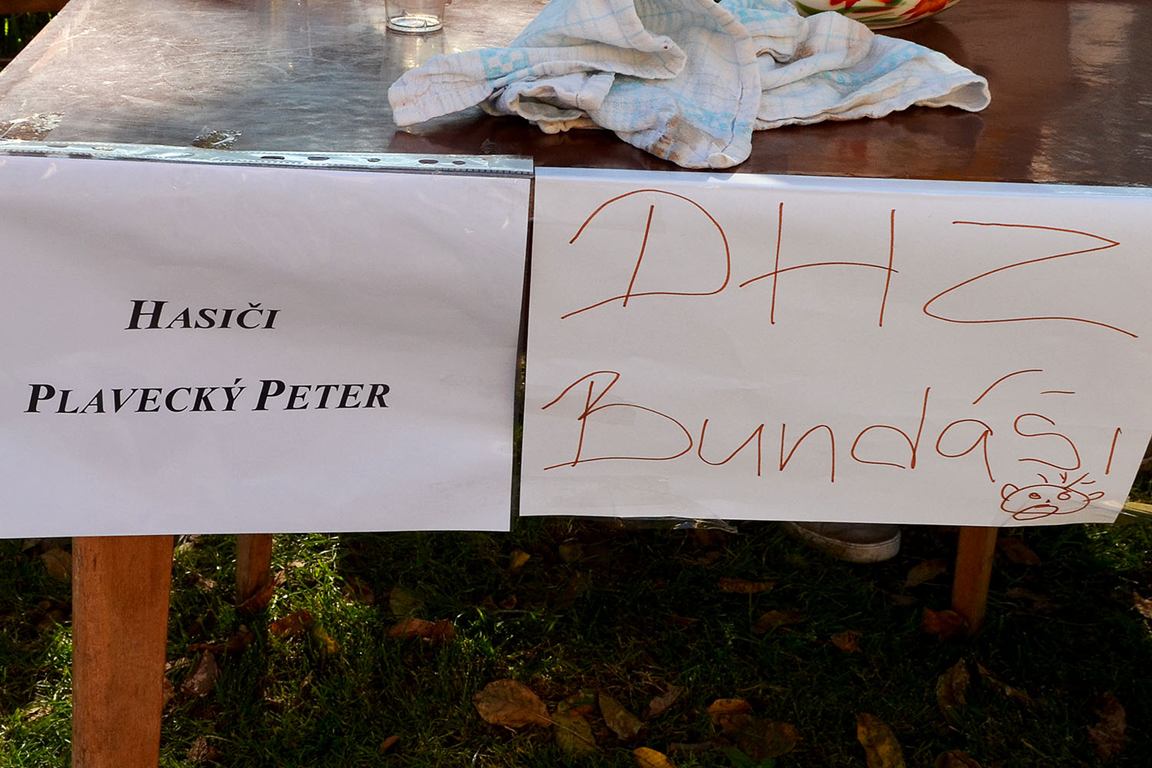 HASIČI
PLAVECKÝ PETER
DHZ
Bundáši